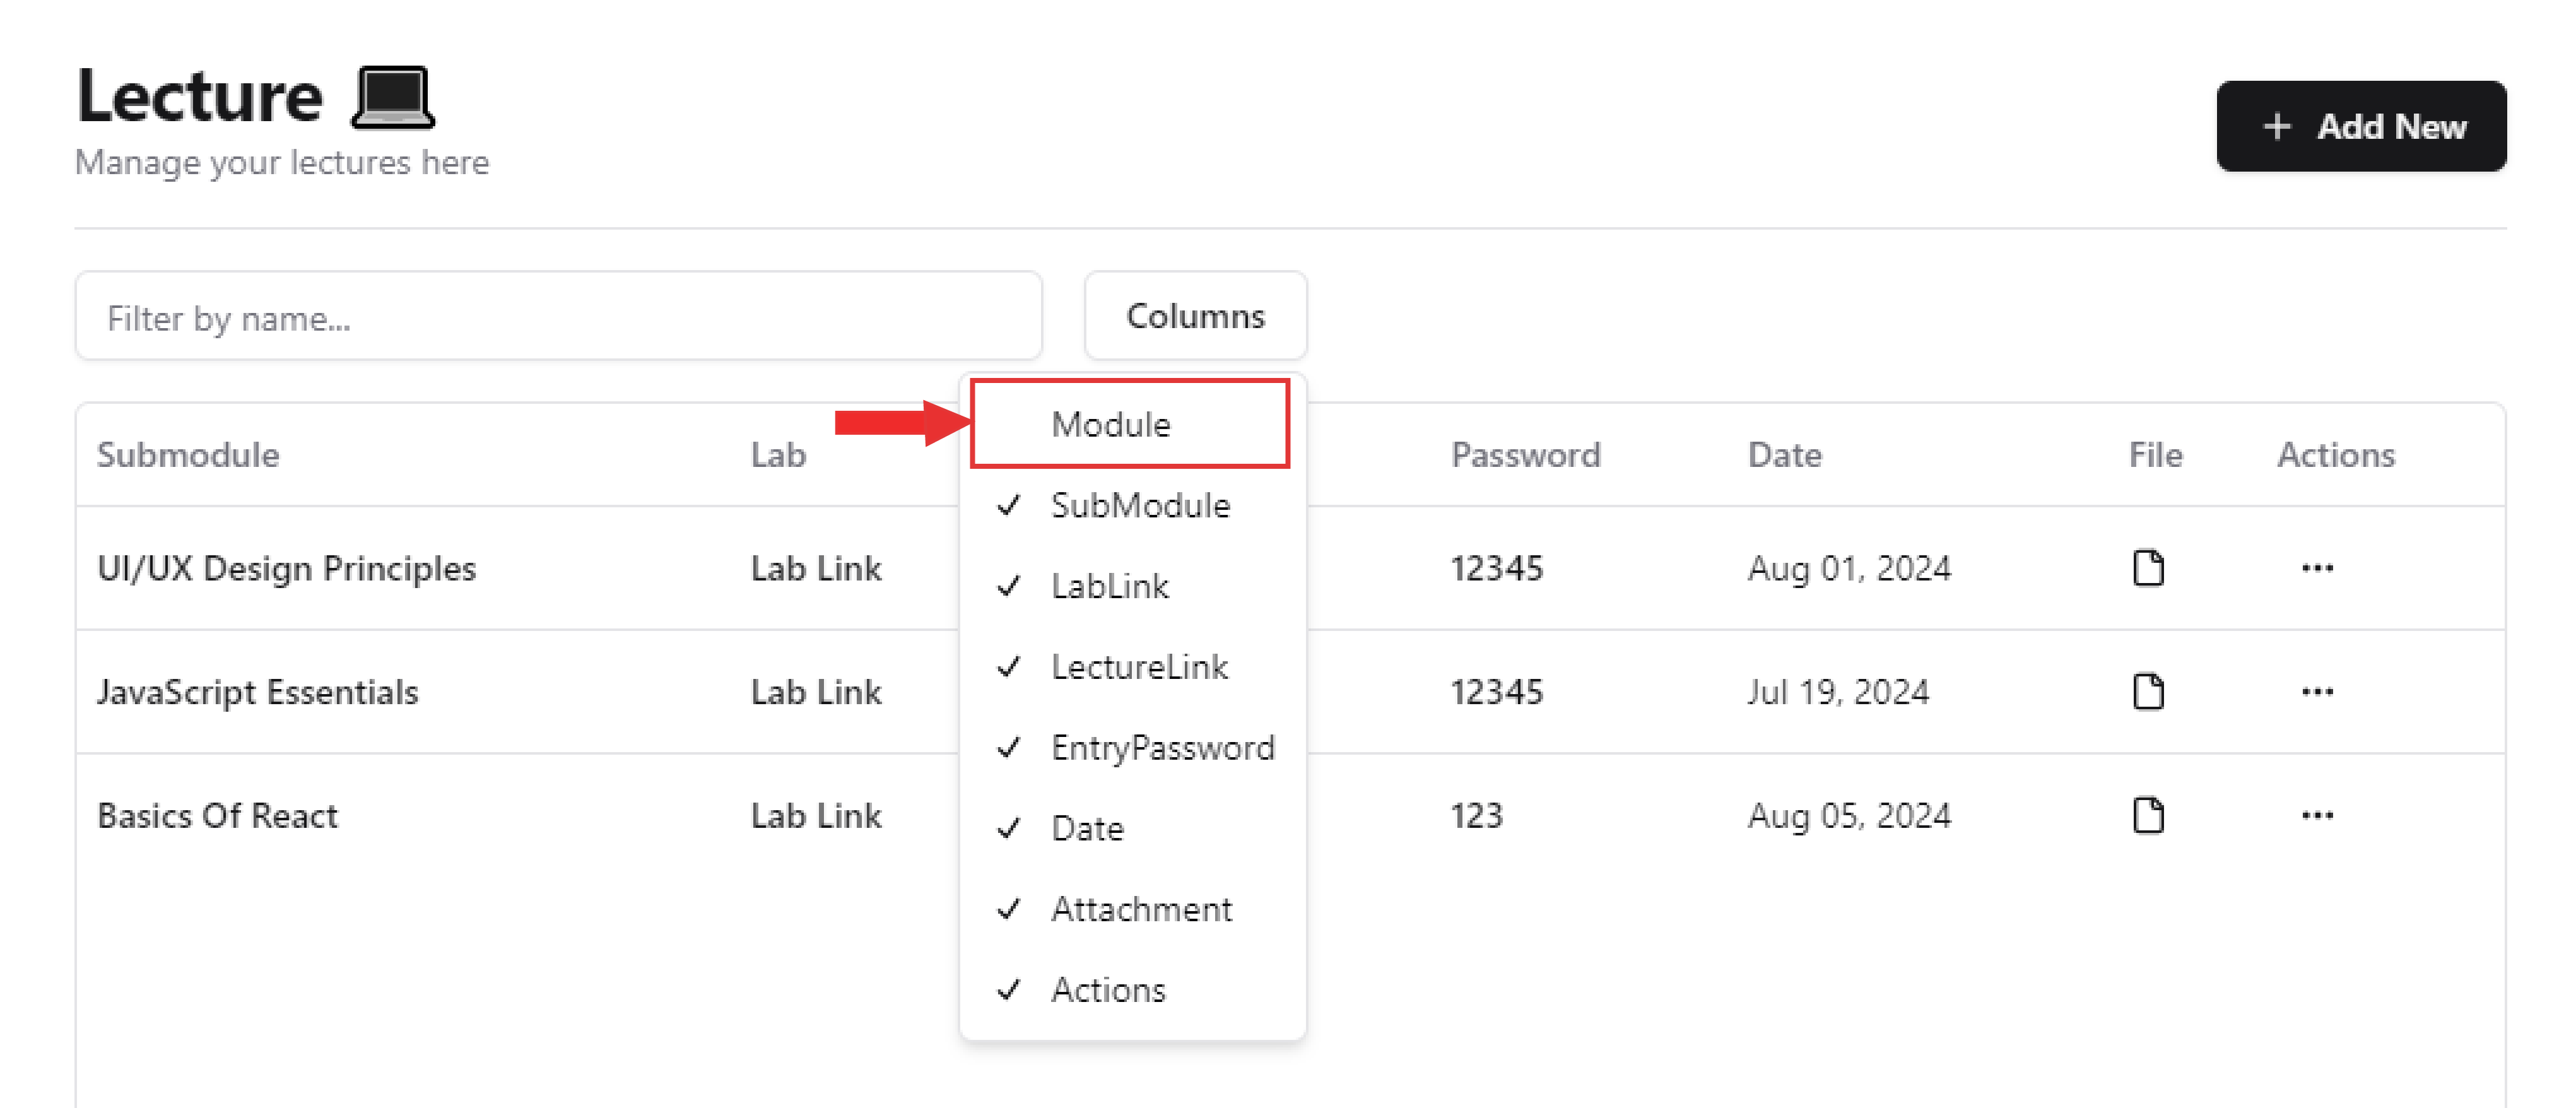 Lecture 💻
Manage your lectures here
+ Add New
Filter by name...
Columns
Module
SubModule
LabLink
LectureLink
EntryPassword
Date
Attachment
Actions
Submodule Lab Password Date File Actions
UI/UX Design Principles Lab Link 12345 Aug 01, 2024 ...
JavaScript Essentials Lab Link 12345 Jul 19, 2024 ...
Basics Of React Lab Link 123 Aug 05, 2024 ...